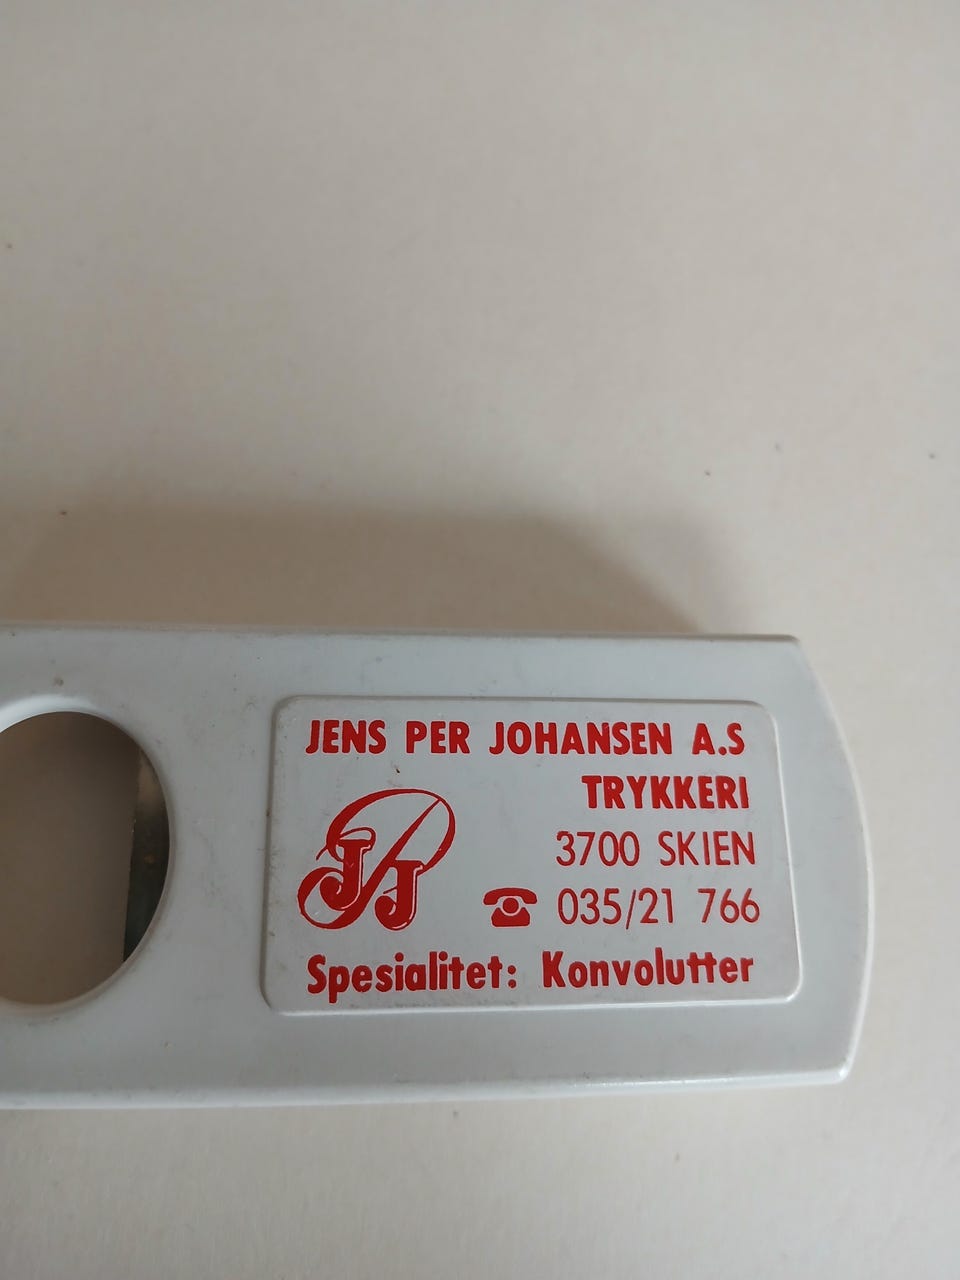 JENS PER JOHANSEN A.S
TRYKKERI
JPJ
3700 SKIEN
035/21 766
Spesialitet: Konvolutter